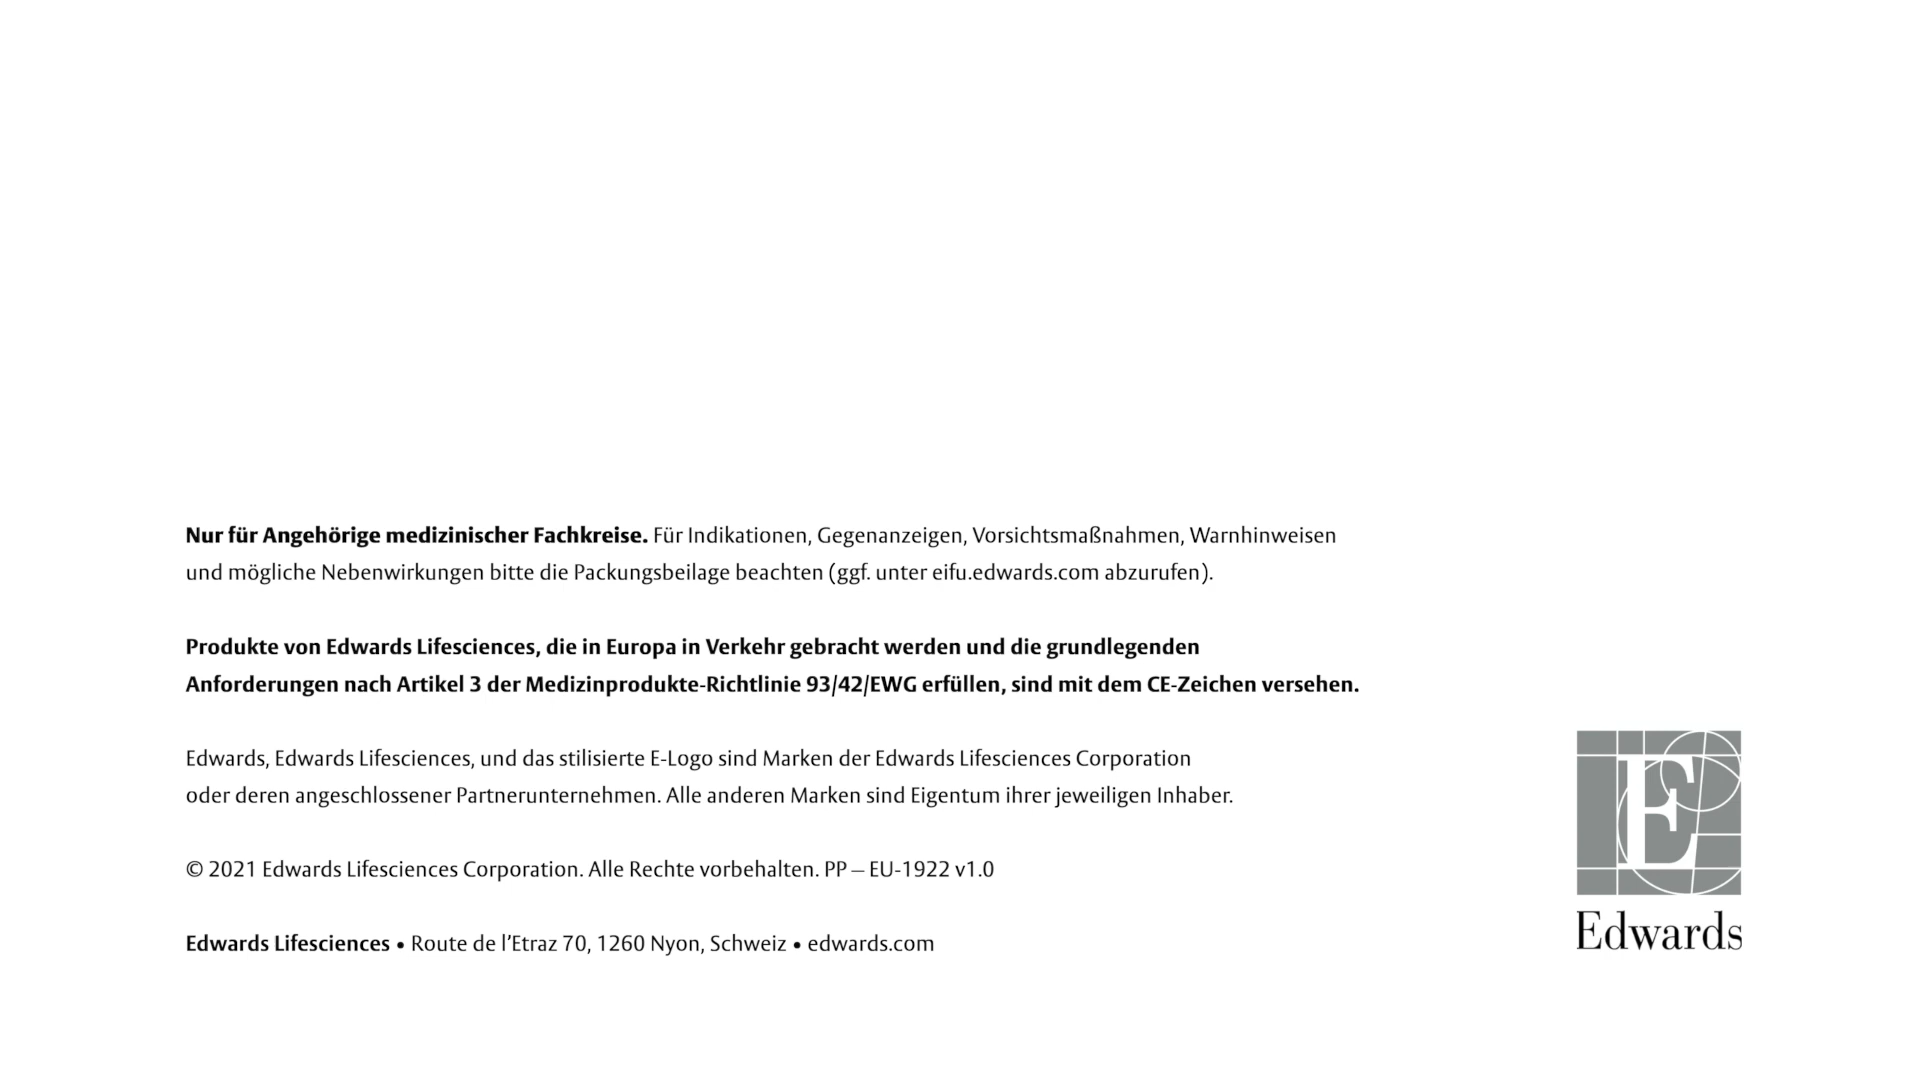 Nur für Angehörige medizinischer Fachkreise. Für Indikationen, Gegenanzeigen, Vorsichtsmaßnahmen, Warnhinweisen
und mögliche Nebenwirkungen bitte die Packungsbeilage beachten (ggf. unter eifu.edwards.com abzurufen).
Produkte von Edwards Lifesciences, die in Europa in Verkehr gebracht werden und die grundlegenden
Anforderungen nach Artikel 3 der Medizinprodukte-Richtlinie 93/42/EWG erfüllen, sind mit dem CE-Zeichen versehen.
Edwards, Edwards Lifesciences, und das stilisierte E-Logo sind Marken der Edwards Lifesciences Corporation
oder deren angeschlossener Partnerunternehmen. Alle anderen Marken sind Eigentum ihrer jeweiligen Inhaber.
© 2021 Edwards Lifesciences Corporation. Alle Rechte vorbehalten. PP – EU-1922 v1.0
Edwards Lifesciences • Route de l’Etraz 70, 1260 Nyon, Schweiz • edwards.com
E
Edwards